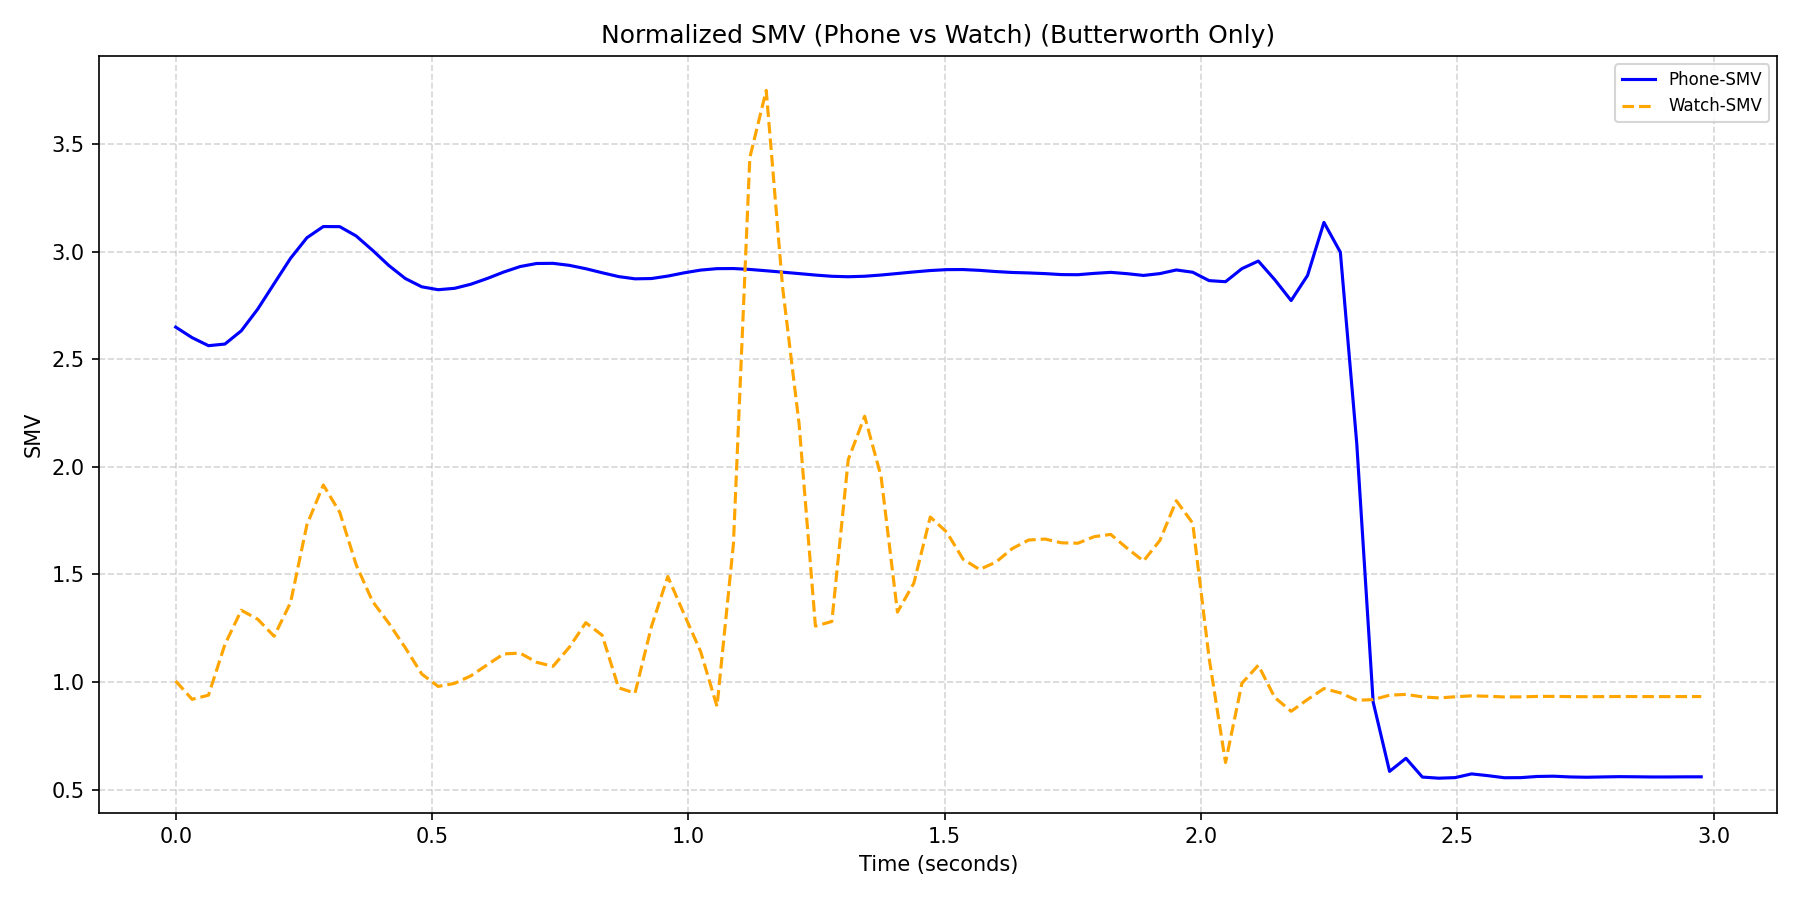 Normalized SMV (Phone vs Watch) (Butterworth Only)
Phone-SMV
Watch-SMV
SMV
3.5
3.0
2.5
2.0
1.5
1.0
0.5
0.0 0.5 1.0 1.5 2.0 2.5 3.0
Time (seconds)